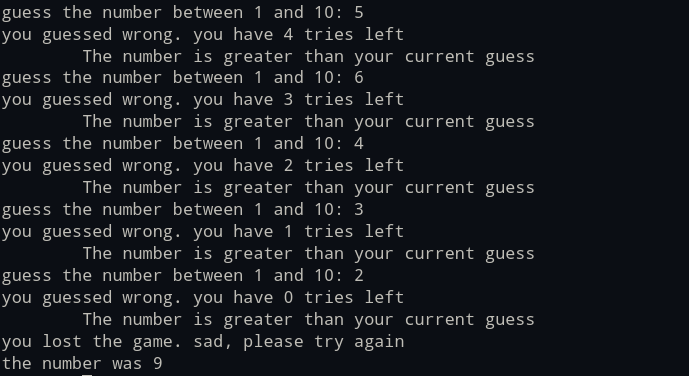 guess the number between 1 and 10: 5
you guessed wrong. you have 4 tries left
The number is greater than your current guess
guess the number between 1 and 10: 6
you guessed wrong. you have 3 tries left
The number is greater than your current guess
guess the number between 1 and 10: 4
you guessed wrong. you have 2 tries left
The number is greater than your current guess
guess the number between 1 and 10: 3
you guessed wrong. you have 1 tries left
The number is greater than your current guess
guess the number between 1 and 10: 2
you guessed wrong. you have 0 tries left
The number is greater than your current guess
you lost the game. sad, please try again
the number was 9